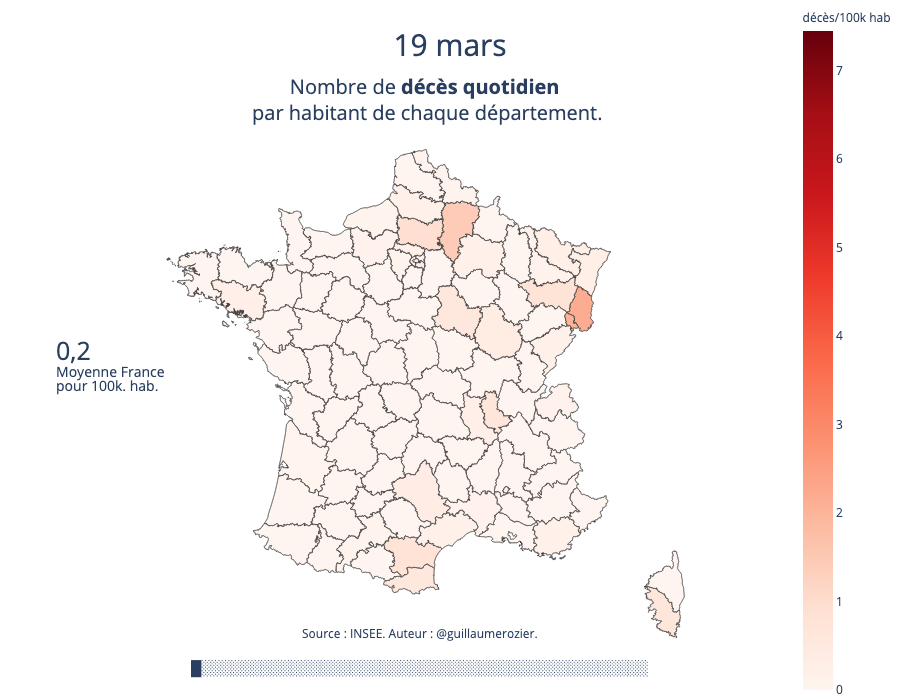 décès/100k hab
19 mars
Nombre de décès quotidien
par habitant de chaque département.
7
6
5
4
3
2
1
0
0,2
Moyenne France
pour 100k. hab.
Source : INSEE. Auteur : @guillaumerozier.